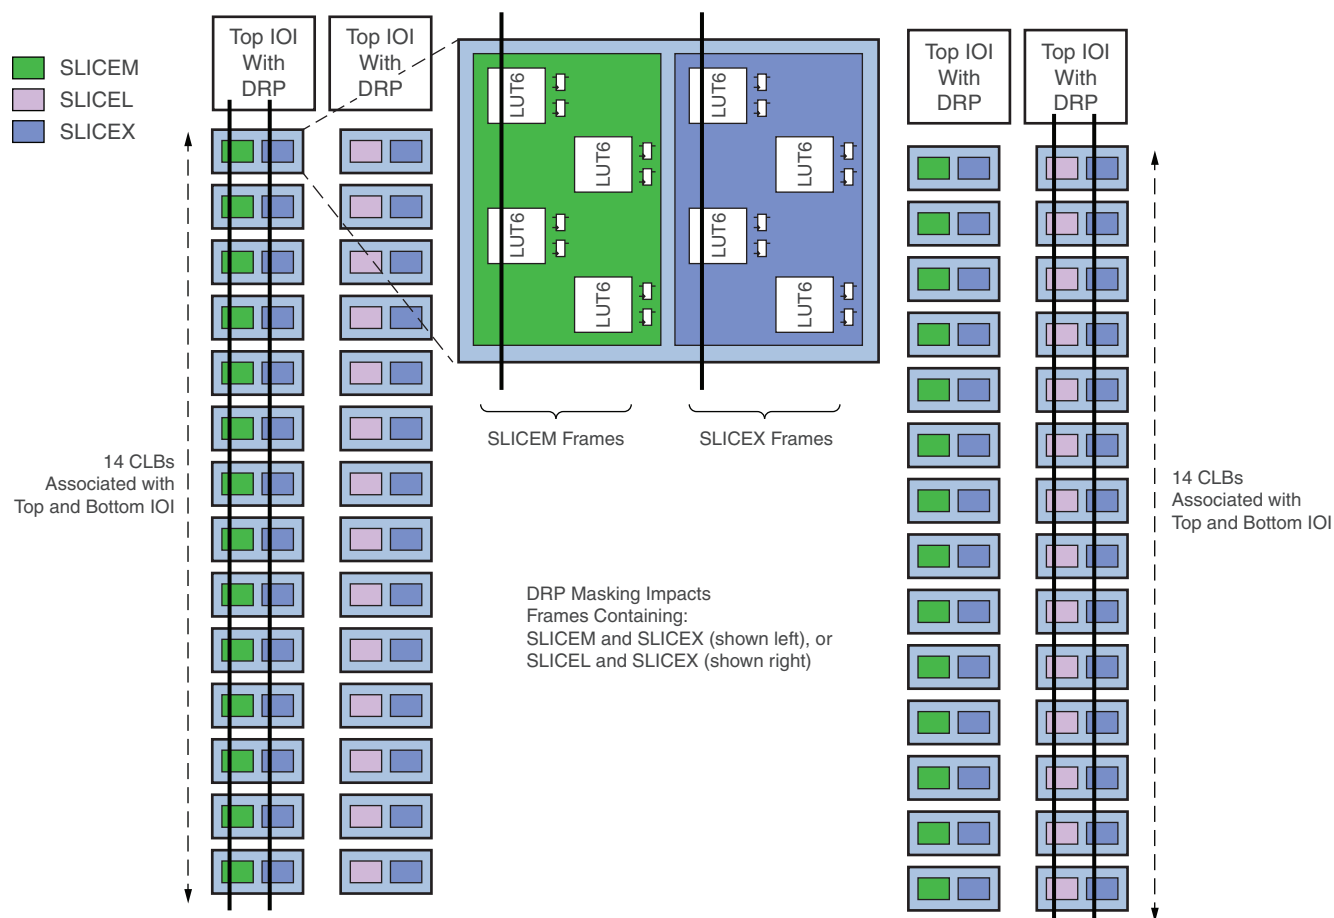 Top IOI
With
DRP
Top IOI
With
DRP
SLICEM
SLICEL
SLICEX
LUT6
LUT6
LUT6
LUT6
LUT6
LUT6
LUT6
LUT6
SLICEM Frames
SLICEX Frames
14 CLBs
Associated with
Top and Bottom IOI
DRP Masking Impacts
Frames Containing:
SLICEM and SLICEX (shown left), or
SLICEL and SLICEX (shown right)
Top IOI
With
DRP
Top IOI
With
DRP
14 CLBs
Associated with
Top and Bottom IOI